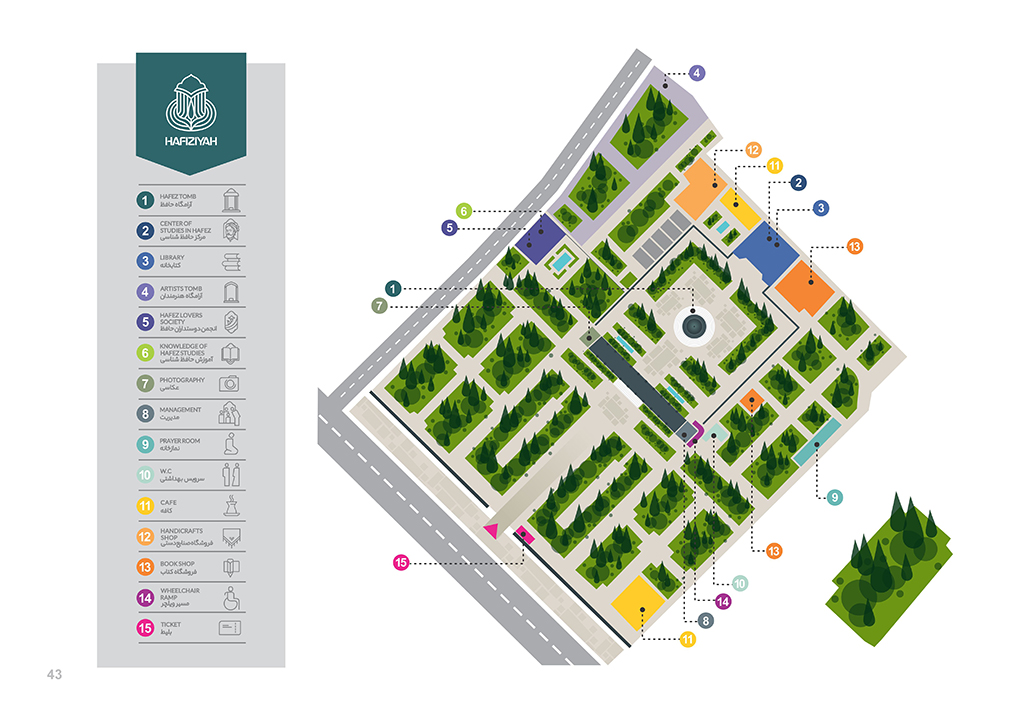 HAFIZIYAH
1
HAFEZ TOMB
آرامگاه حافظ
2
CENTER OF
STUDIES IN HAFEZ
مرکز حافظ شناسی
3
LIBRARY
کتابخانه
4
ARTISTS TOMB
آرامگاه هنرمندان
5
HAFEZ LOVERS
SOCIETY
انجمن دوستداران حافظ
6
KNOWLEDGE OF
HAFEZ STUDIES
آموزش حافظ شناسی
7
PHOTOGRAPHY
عکاسی
8
MANAGEMENT
مدیریت
9
PRAYER ROOM
نمازخانه
10
W.C
سرویس بهداشتی
11
CAFE
کافه
12
HANDICRAFTS
SHOP
فروشگاه صنایع دستی
13
BOOK SHOP
فروشگاه کتاب
14
WHEELCHAIR
RAMP
مسیر ویلچر
15
TICKET
بلیط
4
12
11
2
3
13
6
5
1
7
9
15
13
10
14
8
11
43